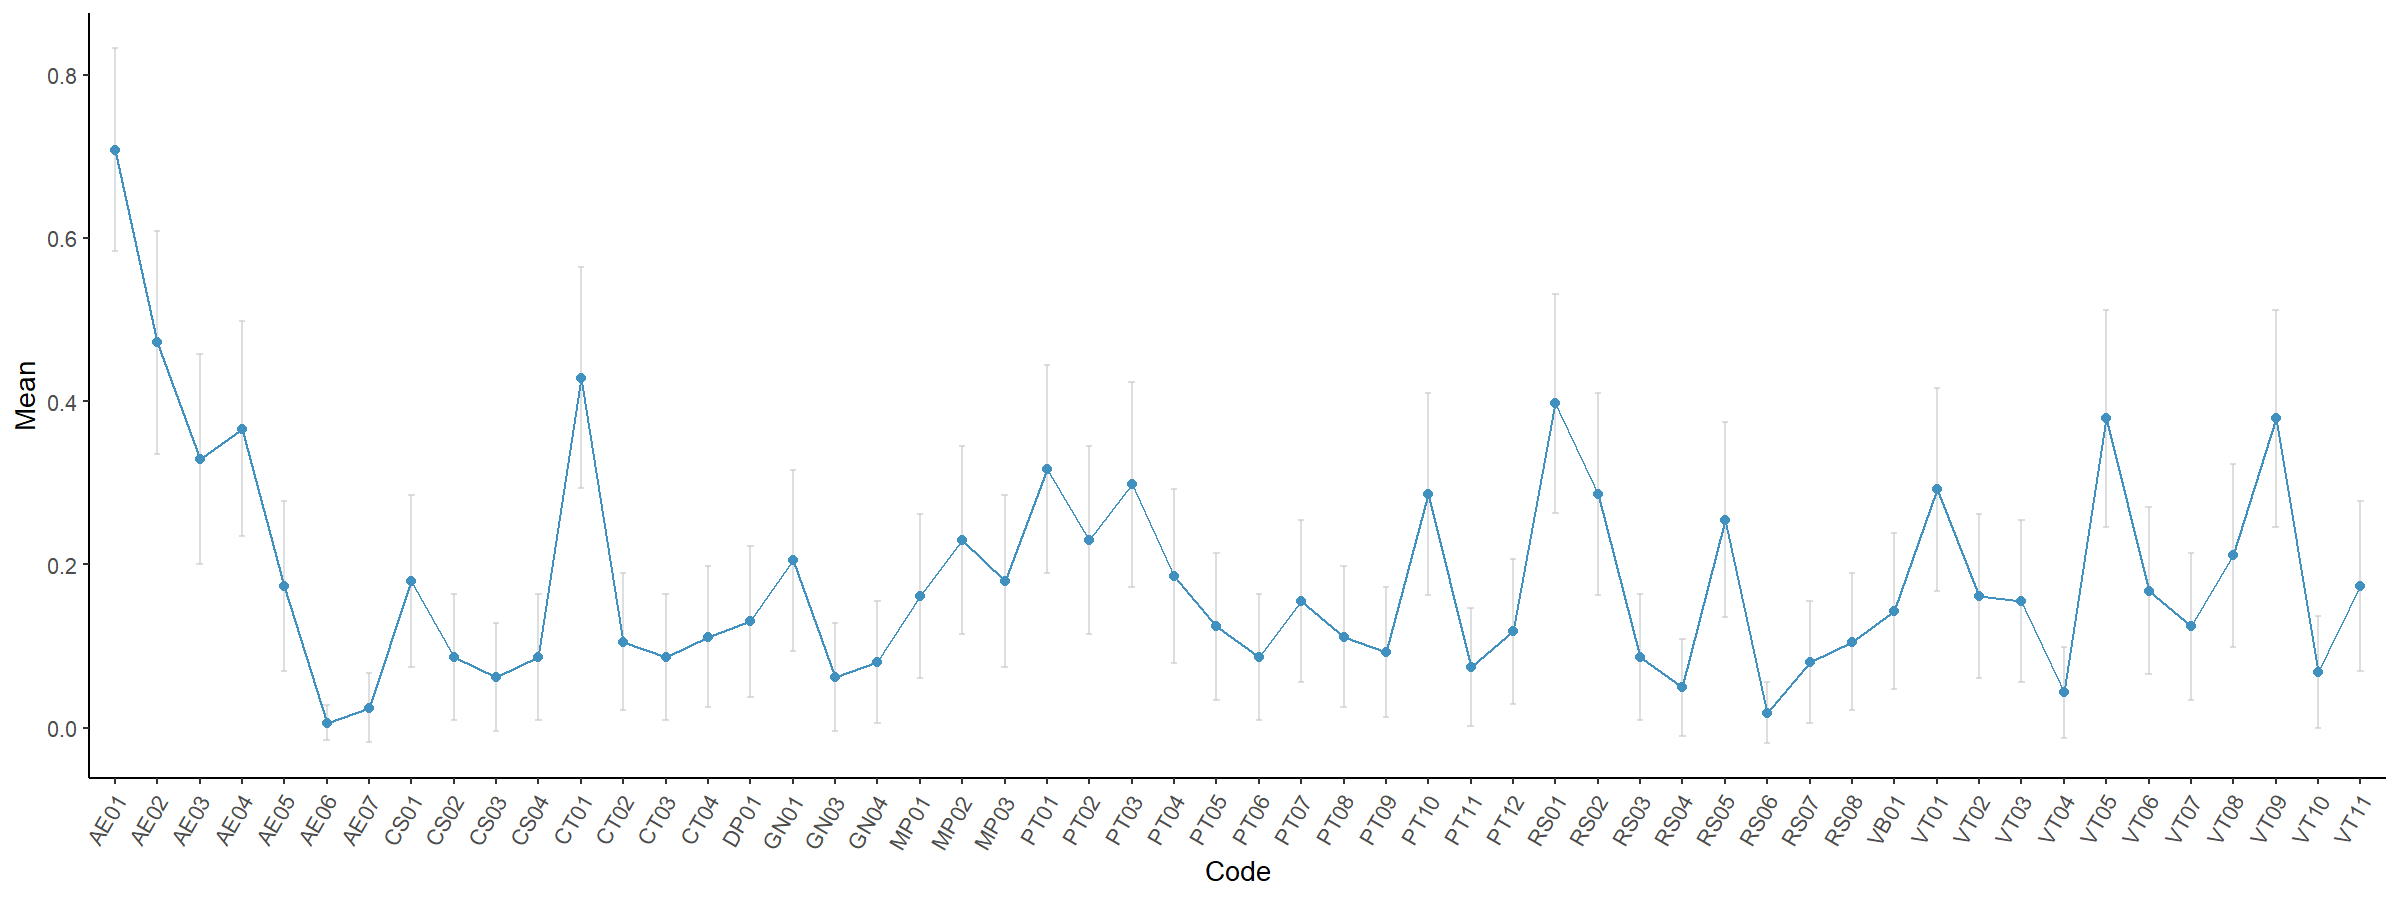 Mean
0.8
0.6
0.4
0.2
0.0
AE01 AE02 AE03 AE04 AE05 AE06 AE07 CS01 CS02 CS03 CS04 CT01 CT02 CT03 CT04 DP01 GN01 GN03 GN04 MP01 MP02 MP03 PT01 PT02 PT03 PT04 PT05 PT06 PT07 PT08 PT09 PT10 PT11 PT12 RS01 RS02 RS03 RS04 RS05 RS06 RS07 RS08 VB01 VT01 VT02 VT03 VT04 VT05 VT06 VT07 VT08 VT09 VT10 VT11
Code